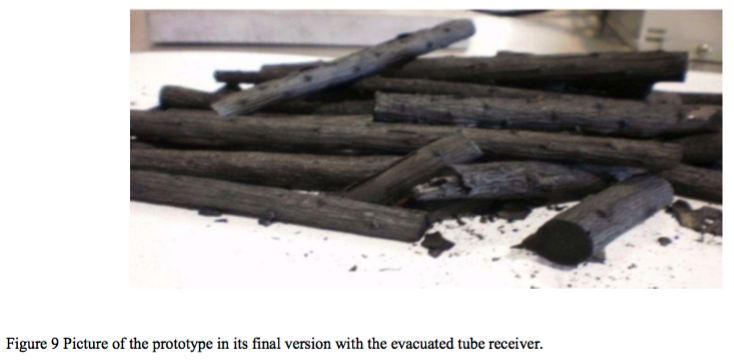 Figure 9 Picture of the prototype in its final version with the evacuated tube receiver.